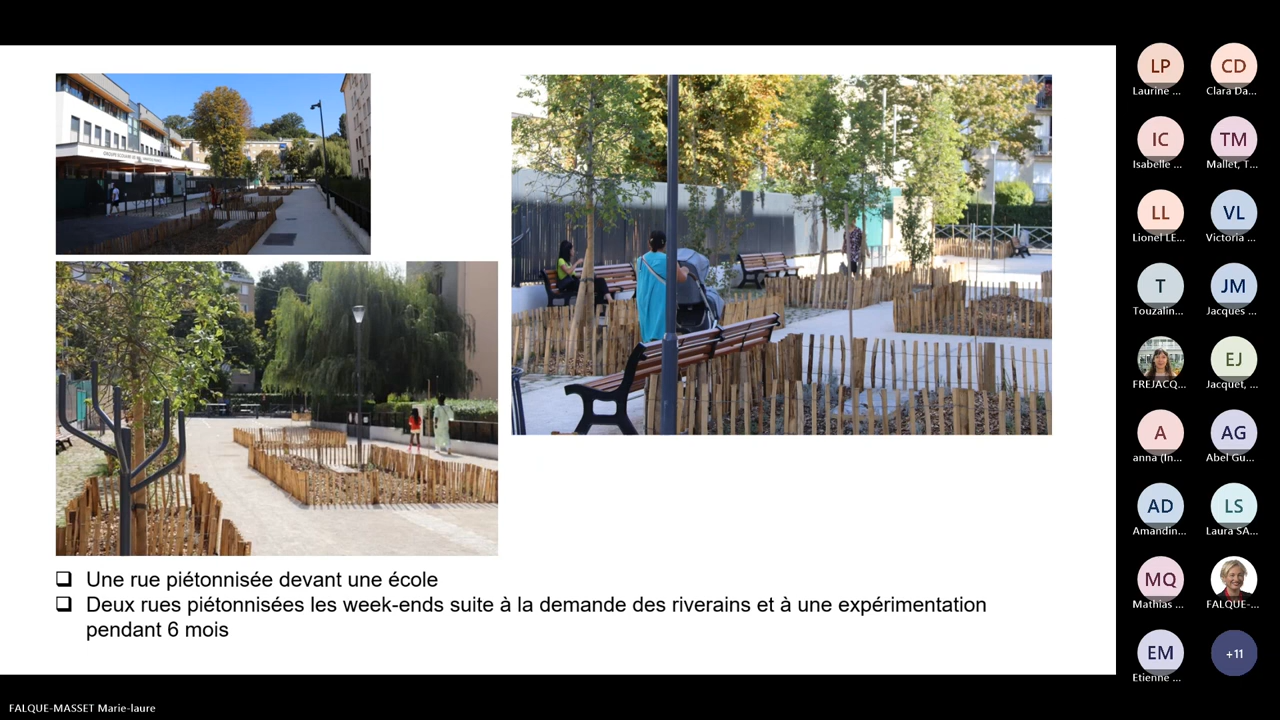 Une rue piétonnisée devant une école
Deux rues piétonnisées les week-ends suite à la demande des riverains et à une expérimentation
pendant 6 mois
LP
Laurine ...
CD
Clara Da...
IC
Isabelle ...
TM
Mallet, T...
LL
Lionel LE...
VL
Victoria ...
T
Touzalin...
JM
Jacques ...
FREJACQ...
EJ
Jacquet, ...
A
anna (In...
AG
Abel Gu...
AD
Amandin...
LS
Laura SA...
MQ
Mathias ...
FALQUE-...
EM
Etienne ...
+11
FALQUE-MASSET Marie-laure